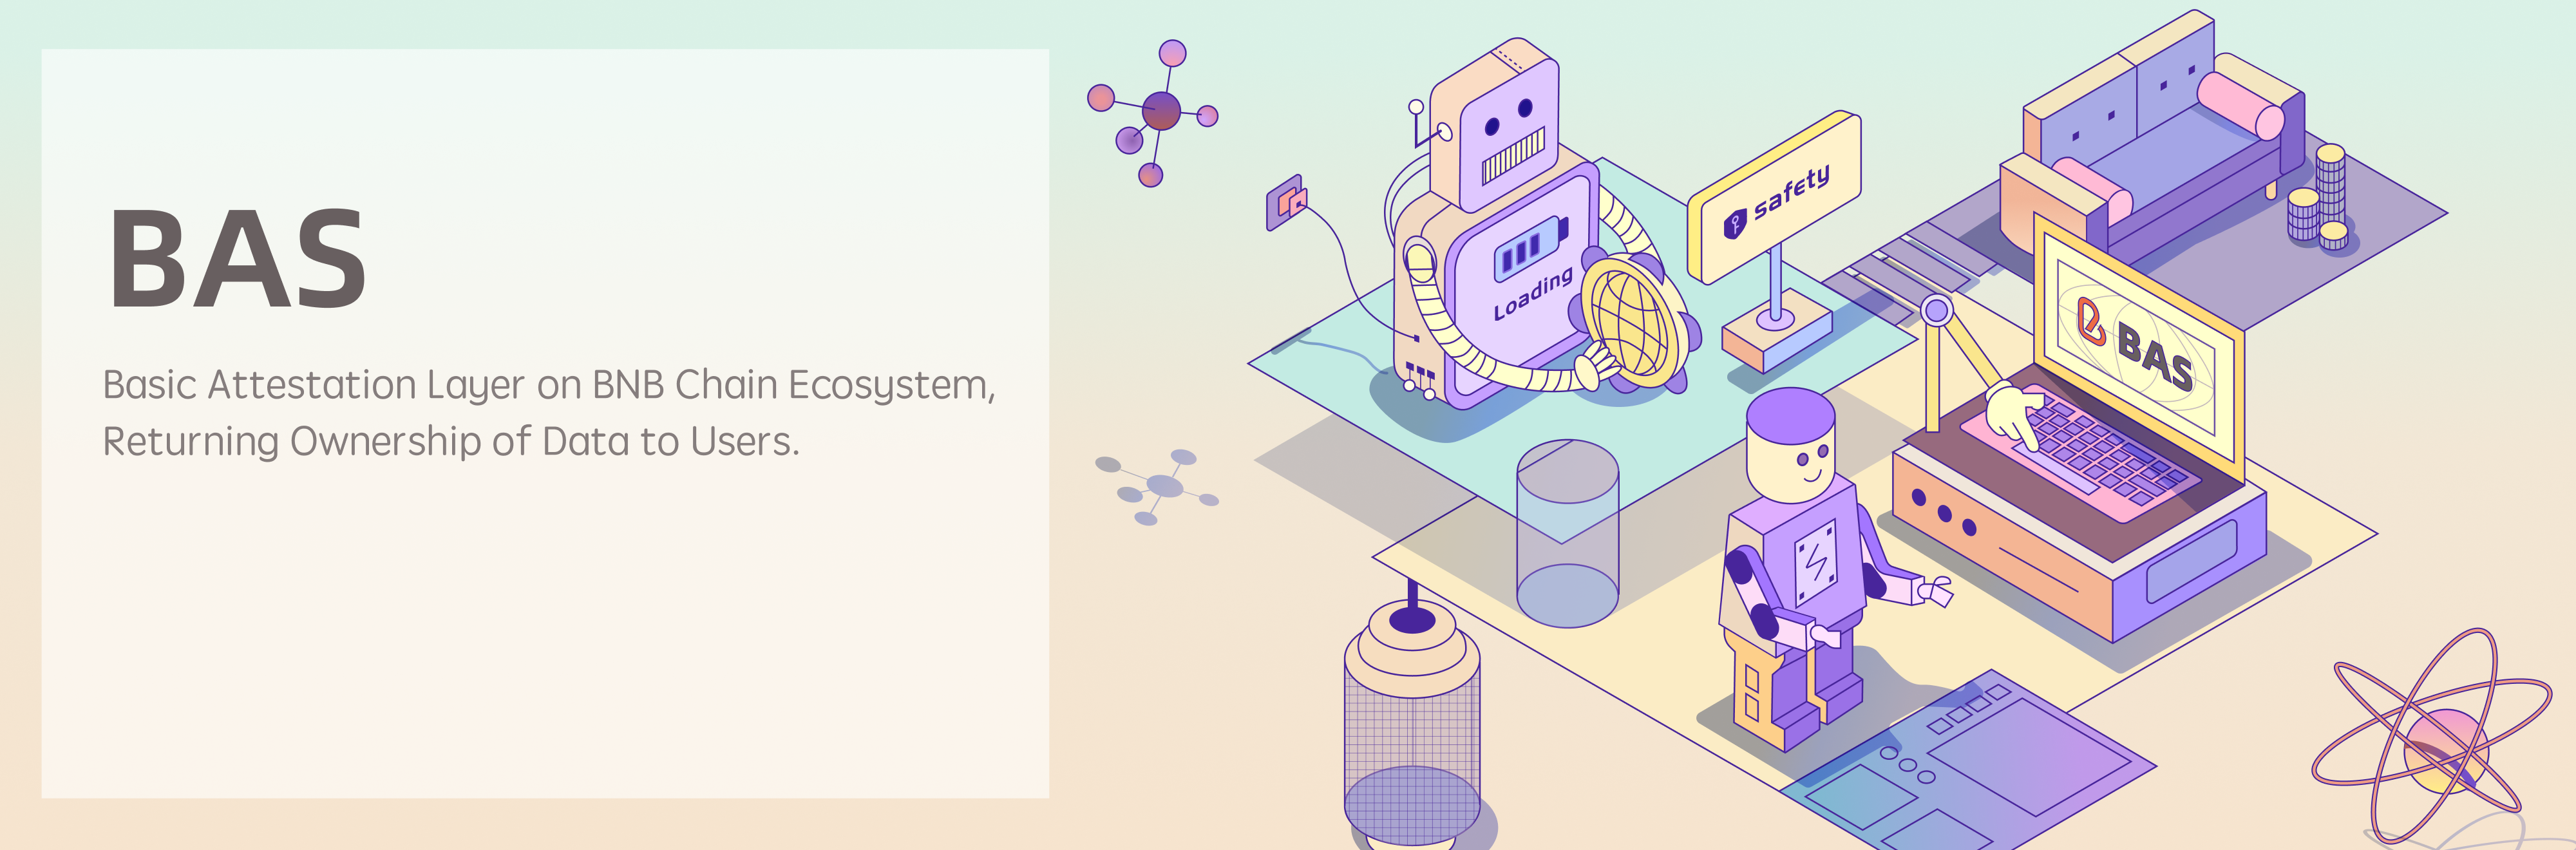 BAS
Basic Attestation Layer on BNB Chain Ecosystem,
Returning Ownership of Data to Users.
Loading
safety
BAS